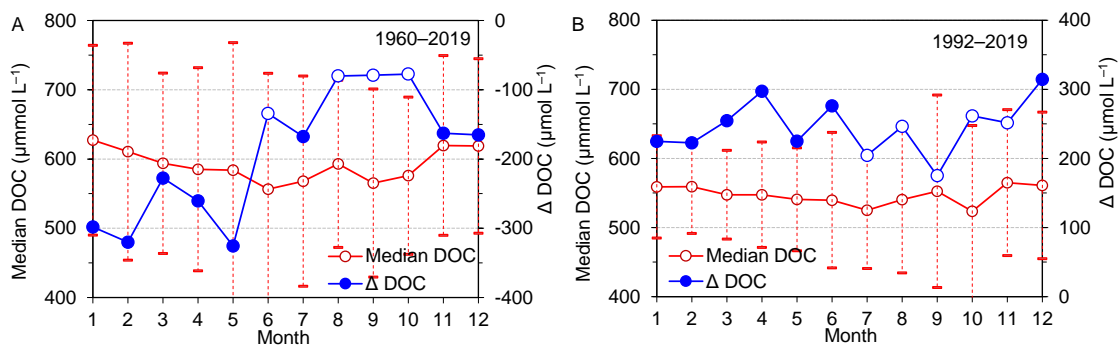 A
1960–2019
Median DOC (µmmol L⁻¹)
800
700
600
500
400
0
-100
-200
-300
-400
Δ DOC (µmol L⁻¹)
Median DOC
Δ DOC
1 2 3 4 5 6 7 8 9 10 11 12
Month
B
1992–2019
Median DOC (µmol L⁻¹)
800
700
600
500
400
400
300
200
100
0
Δ DOC (µmol L⁻¹)
Median DOC
Δ DOC
1 2 3 4 5 6 7 8 9 10 11 12
Month